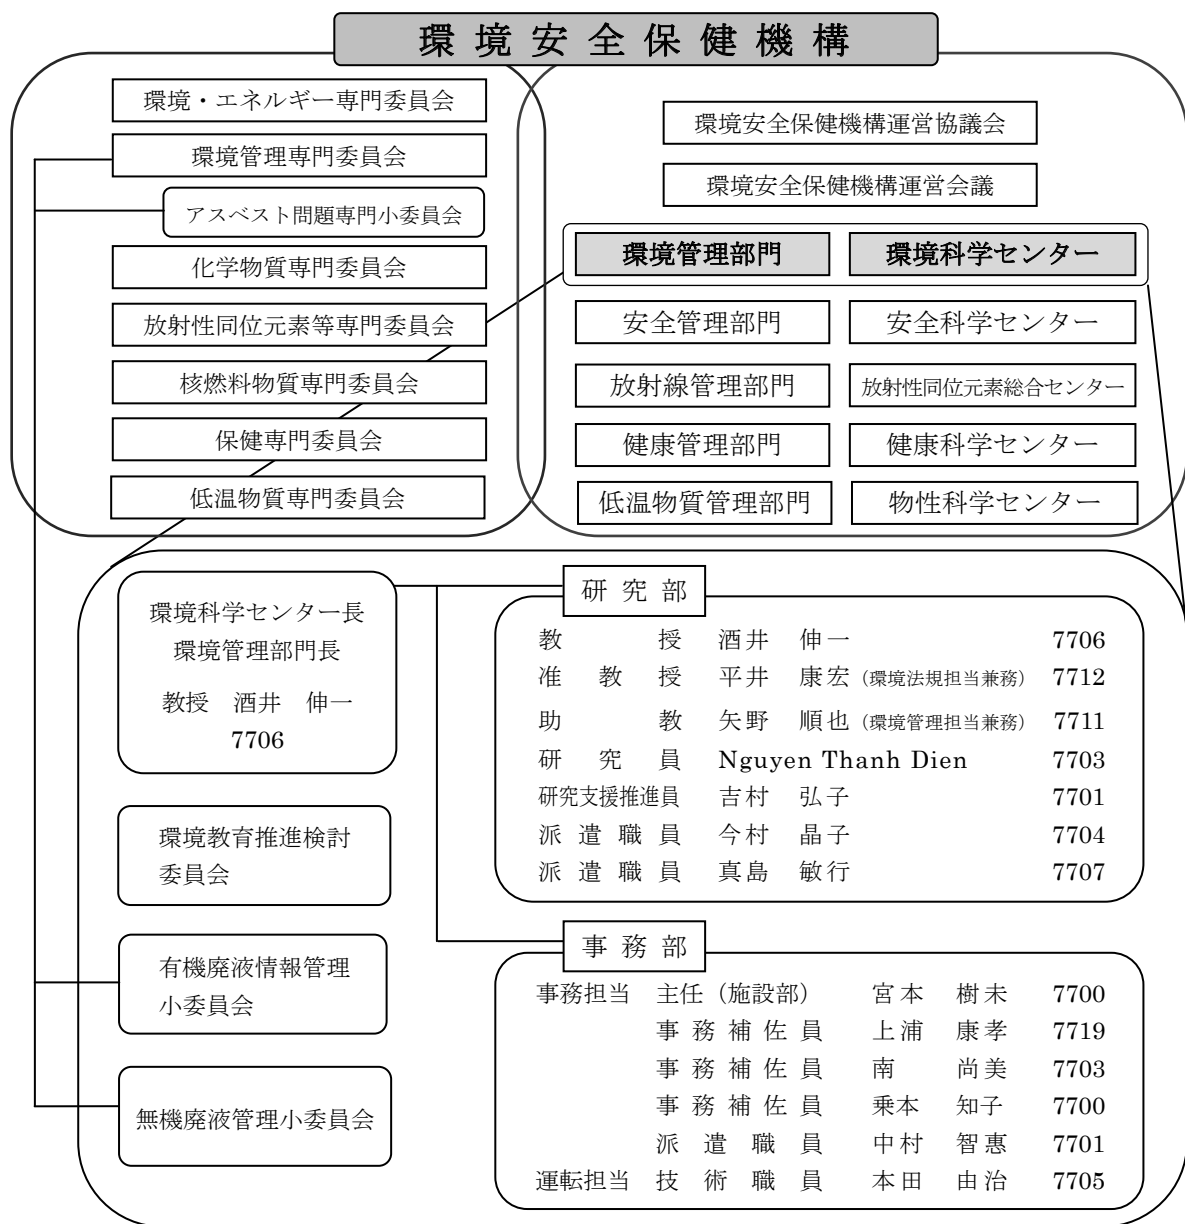 環境安全保健機構
環境・エネルギー専門委員会
環境管理専門委員会
アスベスト問題専門小委員会
化学物質専門委員会
放射性同位元素等専門委員会
核燃料物質専門委員会
保健専門委員会
低温物質専門委員会
環境安全保健機構運営協議会
環境安全保健機構運営会議
環境管理部門 環境科学センター
安全管理部門 安全科学センター
放射線管理部門 放射性同位元素総合センター
健康管理部門 健康科学センター
低温物質管理部門 物性科学センター
環境科学センター長
環境管理部門長
教授 酒井 伸一
7706
環境教育推進検討
委員会
有機廃液情報管理
小委員会
無機廃液管理小委員会
研究部
教授 酒井 伸一 7706
准教授 平井 康宏（環境法規担当兼務） 7712
助教 矢野 順也（環境管理担当兼務） 7711
研究員 Nguyen Thanh Dien 7703
研究支援推進員 吉村 弘子 7701
派遣職員 今村 晶子 7704
派遣職員 真島 敏行 7707
事務部
事務担当 主任（施設部） 宮本 樹未 7700
事務補佐員 上浦 康孝 7719
事務補佐員 南 尚美 7703
事務補佐員 乗本 知子 7700
派遣職員 中村 智惠 7701
運転担当 技術職員 本田 由治 7705